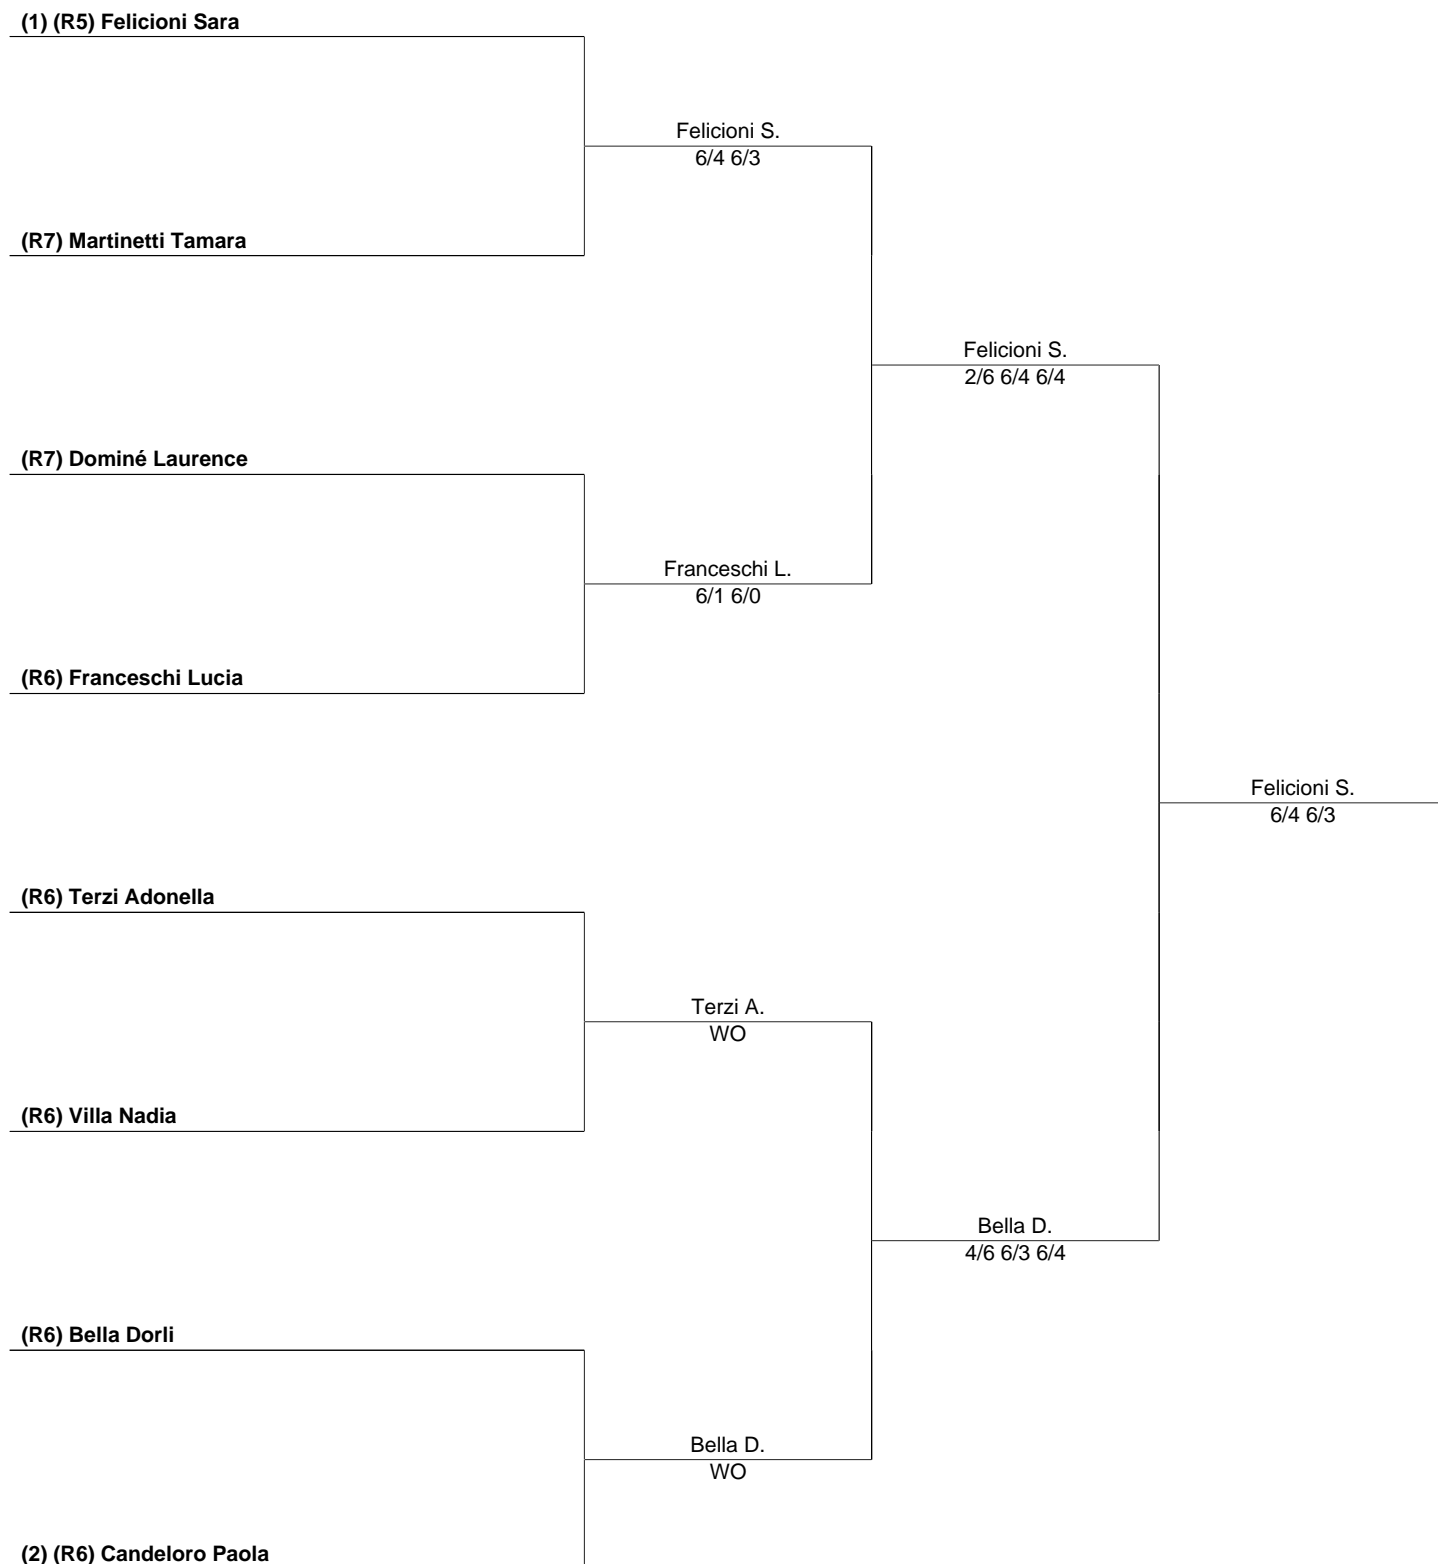 (1) (R5) Felicioni Sara
Felicioni S.
6/4 6/3
(R7) Martinetti Tamara
Felicioni S.
2/6 6/4 6/4
(R7) Dominé Laurence
Franceschi L.
6/1 6/0
(R6) Franceschi Lucia
Felicioni S.
6/4 6/3
(R6) Terzi Adonella
Terzi A.
WO
(R6) Villa Nadia
Bella D.
4/6 6/3 6/4
(R6) Bella Dorli
Bella D.
WO
(2) (R6) Candeloro Paola